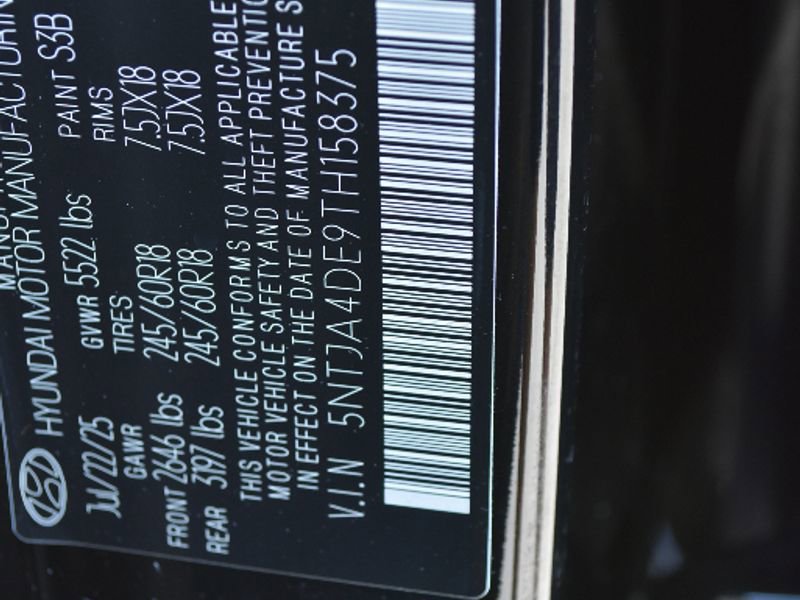 HYUNDAI MOTOR MANUFACTURIN
Jul/22/25 GVWR 5522 lbs PAINT S3B
GAWR TIRES RIMS
FRONT 2646 lbs 245/60R18 7.5JX18
REAR 3197 lbs 245/60R18 7.5JX18
THIS VEHICLE CONFORMS TO ALL APPLICABLE
MOTOR VEHICLE SAFETY AND THEFT PREVENTIO
IN EFFECT ON THE DATE OF MANUFACTURE S
V.I.N 5NTJA4DE9TH158375